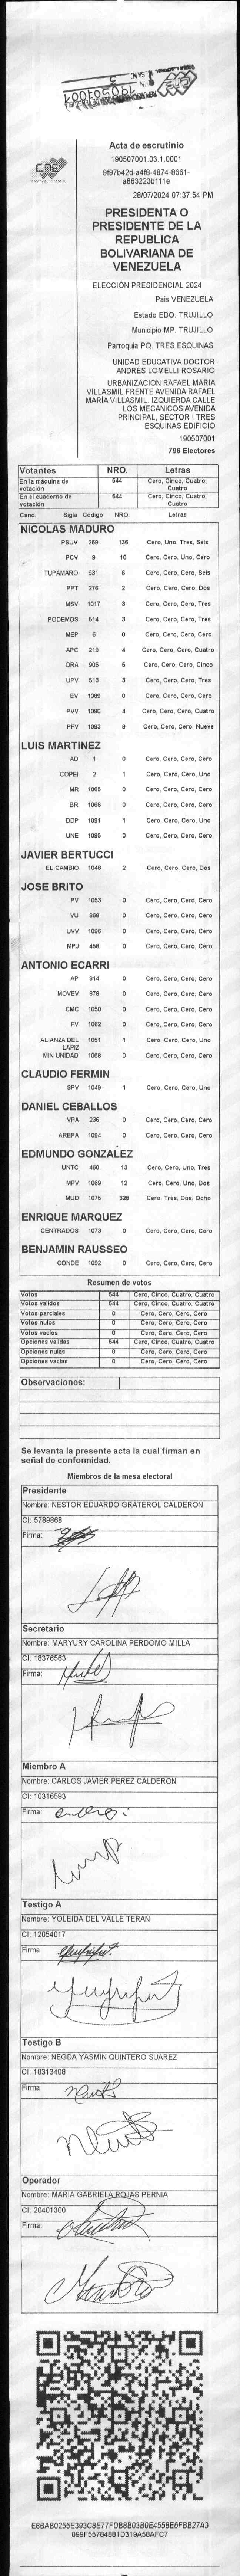 CNE
Acta de escrutinio
190507001.03.1.0001
9f97b42d-a4f8-4874-8661-
a863223b111e
28/07/2024 07:37:54 PM
PRESIDENTA O
PRESIDENTE DE LA
REPUBLICA
BOLIVARIANA DE
VENEZUELA
ELECCIÓN PRESIDENCIAL 2024
País VENEZUELA
Estado EDO. TRUJILLO
Municipio MP. TRUJILLO
Parroquia PQ. TRES ESQUINAS
UNIDAD EDUCATIVA DOCTOR
ANDRÉS LOMELLI ROSARIO
URBANIZACION RAFAEL MARIA
VILLASMIL FRENTE AVENIDA RAFAEL
MARÍA VILLASMIL. IZQUIERDA CALLE
LOS MECANICOS AVENIDA
PRINCIPAL, SECTOR I TRES
ESQUINAS EDIFICIO
190507001
796 Electores
Votantes NRO. Letras
En la máquina de votación 544 Cero, Cinco, Cuatro, Cuatro
En el cuaderno de votación 544 Cero, Cinco, Cuatro, Cuatro
Cand. Sigla Código NRO. Letras
NICOLAS MADURO
PSUV 269 136 Cero, Uno, Tres, Seis
PCV 9 10 Cero, Cero, Uno, Cero
TUPAMARO 931 6 Cero, Cero, Cero, Seis
PPT 276 2 Cero, Cero, Cero, Dos
MSV 1017 3 Cero, Cero, Cero, Tres
PODEMOS 514 3 Cero, Cero, Cero, Tres
MEP 6 0 Cero, Cero, Cero, Cero
APC 219 4 Cero, Cero, Cero, Cuatro
ORA 906 5 Cero, Cero, Cero, Cinco
UPV 513 3 Cero, Cero, Cero, Tres
EV 1099 0 Cero, Cero, Cero, Cero
PVV 1090 4 Cero, Cero, Cero, Cuatro
PFV 1093 9 Cero, Cero, Cero, Nueve
LUIS MARTINEZ
AD 1 0 Cero, Cero, Cero, Cero
COPEI 2 1 Cero, Cero, Cero, Uno
MR 1065 0 Cero, Cero, Cero, Cero
BR 1066 0 Cero, Cero, Cero, Cero
DDP 1091 1 Cero, Cero, Cero, Uno
UNE 1095 0 Cero, Cero, Cero, Cero
JAVIER BERTUCCI
EL CAMBIO 1046 2 Cero, Cero, Cero, Dos
JOSE BRITO
PV 1053 0 Cero, Cero, Cero, Cero
VU 868 0 Cero, Cero, Cero, Cero
UVV 1096 0 Cero, Cero, Cero, Cero
MPJ 458 0 Cero, Cero, Cero, Cero
ANTONIO ECARRI
AP 814 0 Cero, Cero, Cero, Cero
MOVEV 978 0 Cero, Cero, Cero, Cero
CMC 1050 0 Cero, Cero, Cero, Cero
FV 1062 0 Cero, Cero, Cero, Cero
ALIANZA DEL LAPIZ 1051 1 Cero, Cero, Cero, Uno
MIN UNIDAD 1068 0 Cero, Cero, Cero, Cero
CLAUDIO FERMIN
SPV 1049 1 Cero, Cero, Cero, Uno
DANIEL CEBALLOS
VPA 236 0 Cero, Cero, Cero, Cero
AREPA 1094 0 Cero, Cero, Cero, Cero
EDMUNDO GONZALEZ
UNTC 460 13 Cero, Cero, Uno, Tres
MPV 1069 12 Cero, Cero, Uno, Dos
MUD 1075 328 Cero, Tres, Dos, Ocho
ENRIQUE MARQUEZ
CENTRADOS 1073 0 Cero, Cero, Cero, Cero
BENJAMIN RAUSSEO
CONDE 1092 0 Cero, Cero, Cero, Cero
Resumen de votos
Votos 544 Cero, Cinco, Cuatro, Cuatro
Votos validos 544 Cero, Cinco, Cuatro, Cuatro
Votos parciales 0 Cero, Cero, Cero, Cero
Votos nulos 0 Cero, Cero, Cero, Cero
Votos vacios 0 Cero, Cero, Cero, Cero
Opciones validas 544 Cero, Cinco, Cuatro, Cuatro
Opciones nulas 0 Cero, Cero, Cero, Cero
Opciones vacias 0 Cero, Cero, Cero, Cero
Observaciones:
Se levanta la presente acta la cual firman en
señal de conformidad.
Miembros de la mesa electoral
Presidente
Nombre: NESTOR EDUARDO GRATEROL CALDERON
CI: 5789868
Firma:
Secretario
Nombre: MARYURY CAROLINA PERDOMO MILLA
CI: 18376563
Firma:
Miembro A
Nombre: CARLOS JAVIER PEREZ CALDERON
CI: 10316593
Firma:
Testigo A
Nombre: YOLEIDA DEL VALLE TERAN
CI: 12054017
Firma:
Testigo B
Nombre: NEGDA YASMIN QUINTERO SUAREZ
CI: 10313408
Firma:
Operador
Nombre: MARIA GABRIELA ROJAS PERNIA
CI: 20401300
Firma:
E8BAB0255E393C8E77FDB8B03B0E4558E6FBB27A3
099F55784881D319A58AFC7